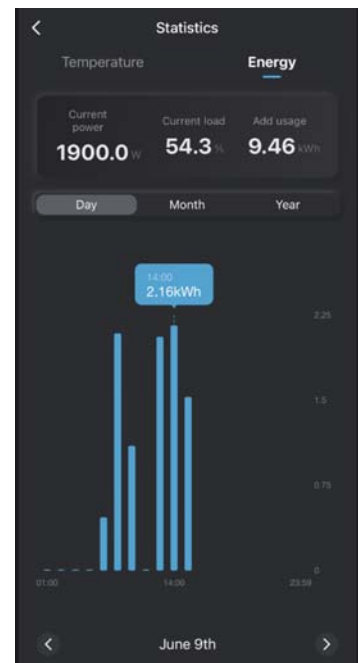 Statistics
Temperature Energy
Current Current load Add usage
power
1900.0 W 54.3 % 9.46 kWh
Day Month Year
14:00
2.16kWh
2.25
1.5
0.75
0
01:00 14:00 23:59
June 9th